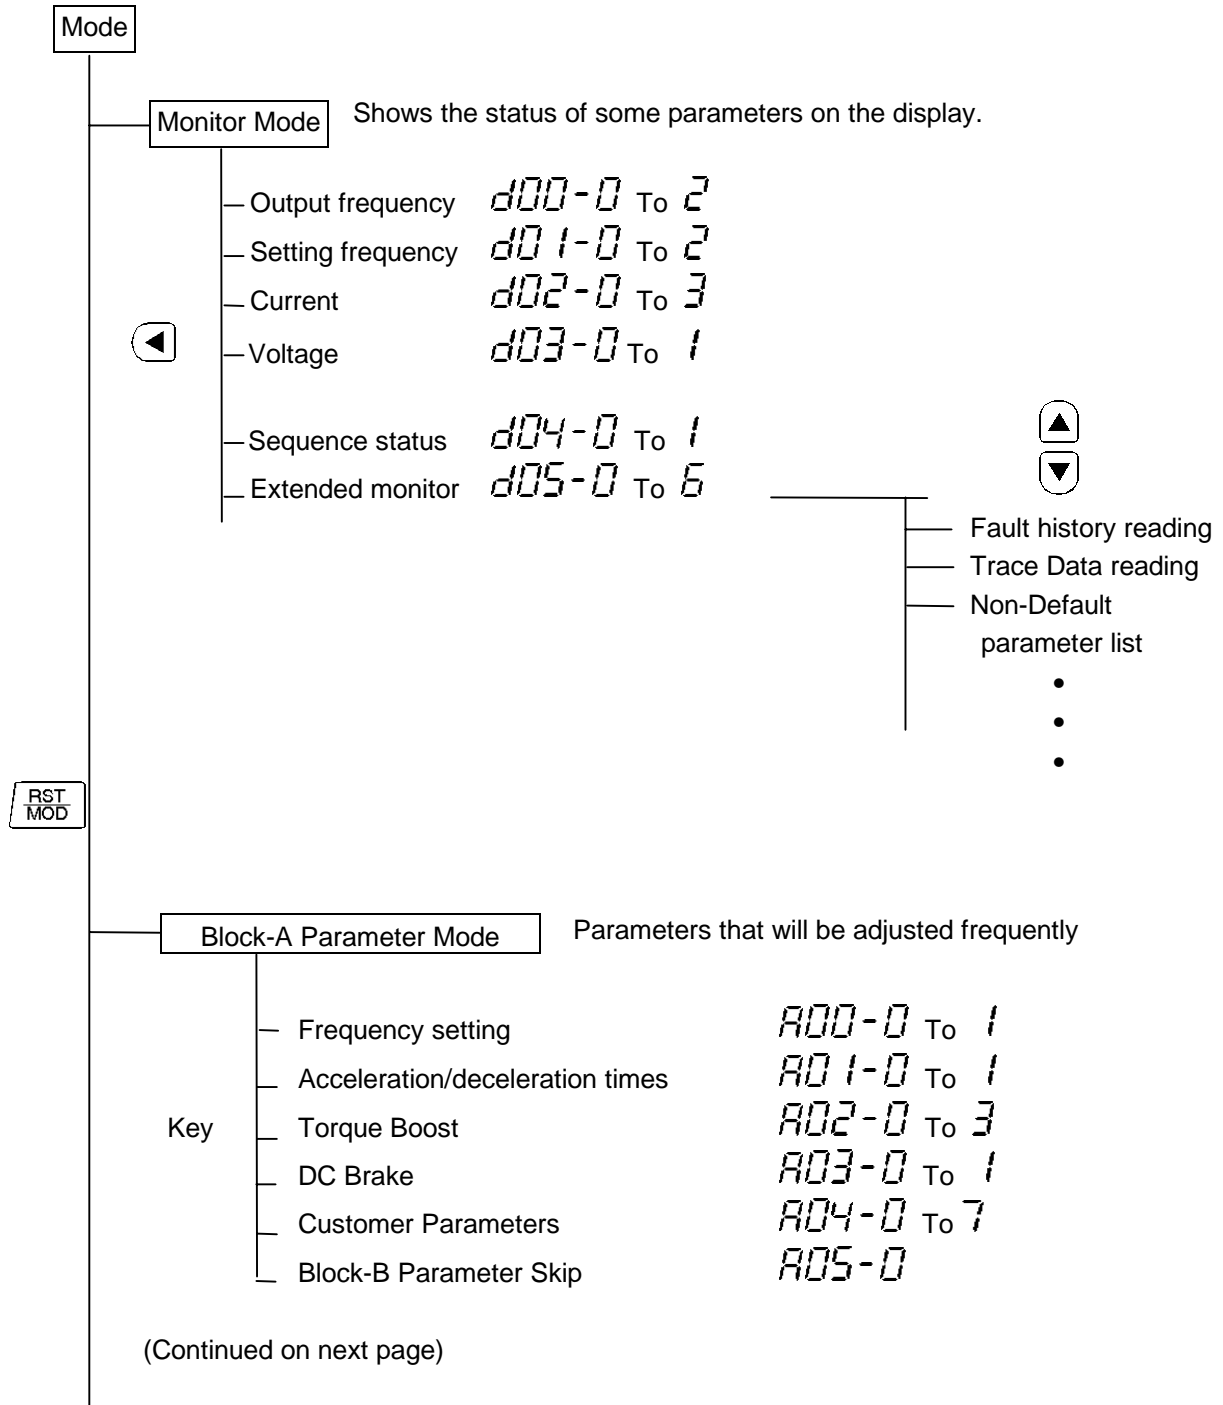 Mode
Monitor Mode
Shows the status of some parameters on the display.
Output frequency d00-0 To 2
Setting frequency d01-0 To 2
Current d02-0 To 3
Voltage d03-0 To 1
Sequence status d04-0 To 1
Extended monitor d05-0 To 6
Fault history reading
Trace Data reading
Non-Default
parameter list
•
•
•
RST
MOD
Block-A Parameter Mode
Parameters that will be adjusted frequently
Frequency setting A00-0 To 1
Acceleration/deceleration times A01-0 To 1
Key
Torque Boost A02-0 To 3
DC Brake A03-0 To 1
Customer Parameters A04-0 To 7
Block-B Parameter Skip A05-0
(Continued on next page)